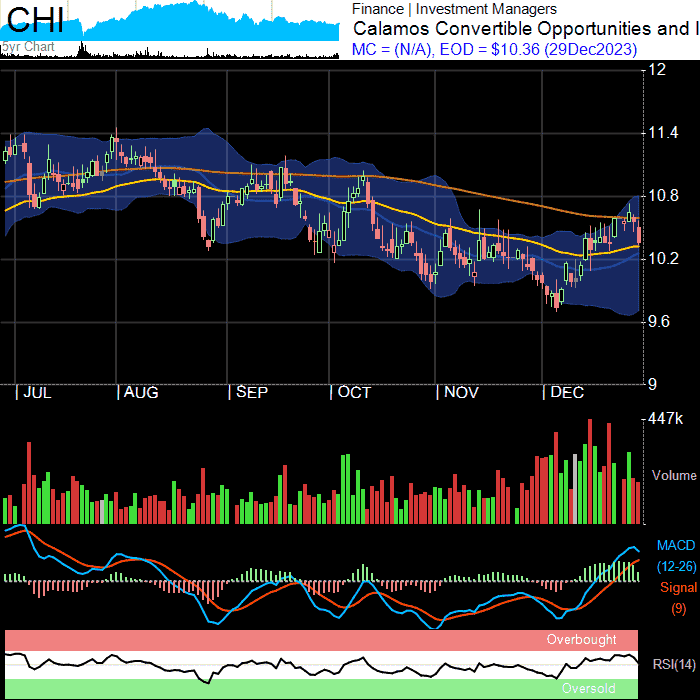 CHI
5yr Chart
Finance | Investment Managers
Calamos Convertible Opportunities and I
MC = (N/A), EOD = $10.36 (29Dec2023)
12
11.4
10.8
10.2
9.6
9
| JUL | AUG | SEP | OCT | NOV | DEC
447k
Volume
MACD
(12-26)
Signal
(9)
Overbought
RSI(14)
Oversold